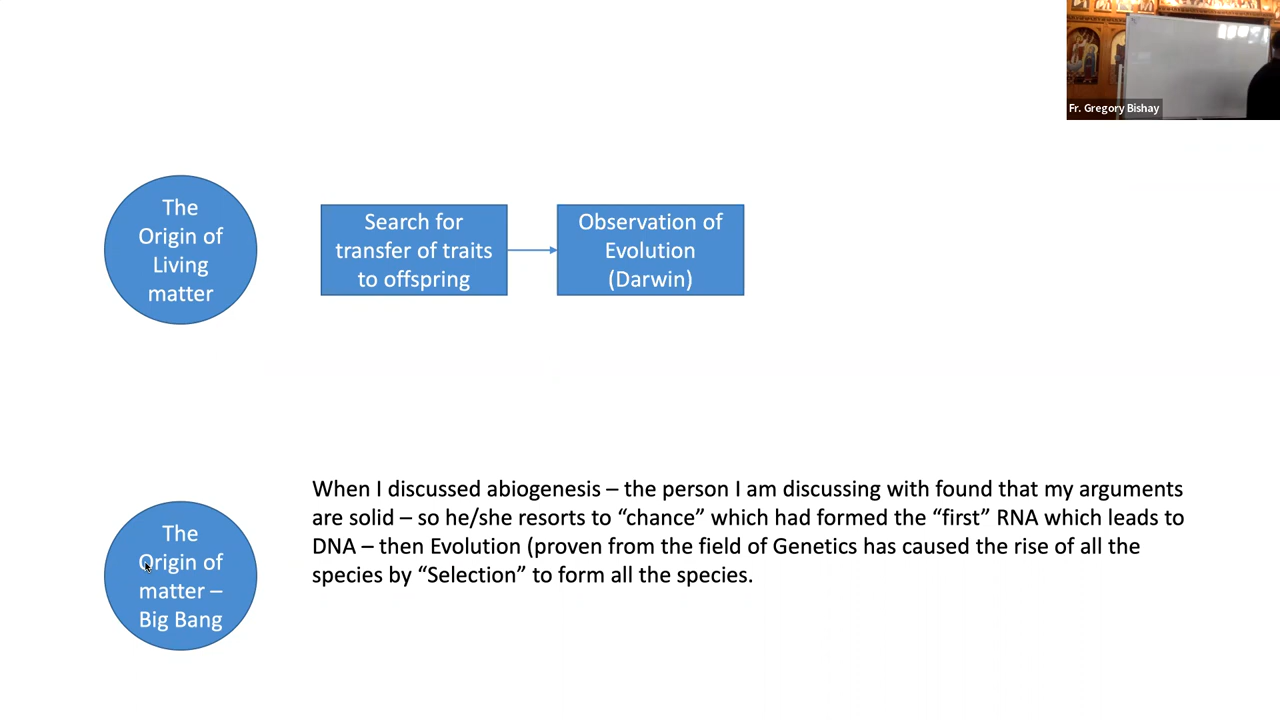 Fr. Gregory Bishay
The
Origin of
Living
matter
Search for
transfer of traits
to offspring
Observation of
Evolution
(Darwin)
When I discussed abiogenesis – the person I am discussing with found that my arguments
are solid – so he/she resorts to “chance” which had formed the “first” RNA which leads to
DNA – then Evolution (proven from the field of Genetics has caused the rise of all the
species by “Selection” to form all the species.
The
Origin of
matter –
Big Bang